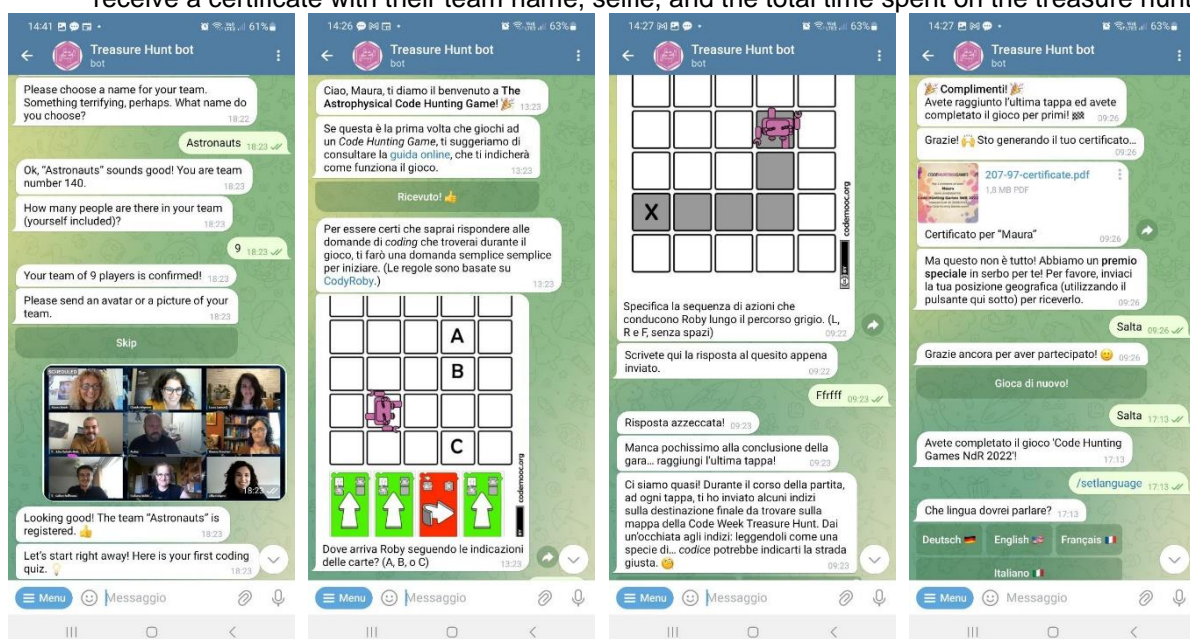 receive a certificate with their team name, selfie, and the total time spent on the treasure hunt
14:41 61%
Treasure Hunt bot
bot
Please choose a name for your team.
Something terrifying, perhaps. What name do
you choose?
18:22
Astronauts 18:23
Ok, "Astronauts" sounds good! You are team
number 140.
18:23
How many people are there in your team
(yourself included)?
18:23
9 18:23
Your team of 9 players is confirmed! 18:23
Please send an avatar or a picture of your
team.
18:23
Skip
SCHEDULED
18:23
Looking good! The team "Astronauts" is
registered. 👍
18:23
Let's start right away! Here is your first coding
quiz. 💡
18:23
Menu
Messaggio
14:26 63%
Treasure Hunt bot
bot
Ciao, Maura, ti diamo il benvenuto a The
Astrophysical Code Hunting Game! 🎉 13:23
Se questa è la prima volta che giochi ad
un Code Hunting Game, ti suggeriamo di
consultare la guida online, che ti indicherà
come funziona il gioco.
13:23
Ricevuto! 👍
Per essere certi che saprai rispondere alle
domande di coding che troverai durante il
gioco, ti farò una domanda semplice semplice
per iniziare. (Le regole sono basate su
CodyRoby.)
13:23
A
B
C
codemooc.org
BY
Dove arriva Roby seguendo le indicazioni
delle carte? (A, B, o C)
13:23
Menu
Messaggio
14:27 63%
Treasure Hunt bot
bot
X
codemooc.org
BY
Specifica la sequenza di azioni che
conducono Roby lungo il percorso grigio. (L,
R e F, senza spazi)
09:22
Scrivete qui la risposta al quesito appena
inviato.
09:22
Ffrfff 09:23
Risposta azzeccata! 09:23
Manca pochissimo alla conclusione della
gara... raggiungi l'ultima tappa!
09:23
Ci siamo quasi! Durante il corso della partita,
ad ogni tappa, ti ho inviato alcuni indizi
sulla destinazione finale da trovare sulla
mappa della Code Week Treasure Hunt. Dai
un'occhiata agli indizi: leggendoli come una
specie di... codice potrebbe indicarti la strada
giusta. 🧐
09:23
Menu
Messaggio
14:27 63%
Treasure Hunt bot
bot
🎉 Complimenti! 🎉
Avete raggiunto l'ultima tappa ed avete
completato il gioco per primi! 🏁 09:26
Grazie! 🙌 Sto generando il tuo certificato...
09:26
207-97-certificate.pdf
1,8 MB PDF
Certificato per "Maura"
09:26
Ma questo non è tutto! Abbiamo un premio
speciale in serbo per te! Per favore, inviaci
la tua posizione geografica (utilizzando il
pulsante qui sotto) per riceverlo.
09:26
Salta 09:26
Grazie ancora per aver partecipato! 😊 09:26
Gioca di nuovo!
Salta 17:13
Avete completato il gioco 'Code Hunting
Games NdR 2022'!
17:13
/setlanguage 17:13
Che lingua dovrei parlare? 17:13
Deutsch 🇩🇪 English 🇬🇧 Français 🇫🇷
Italiano 🇮🇹
Menu
Messaggio